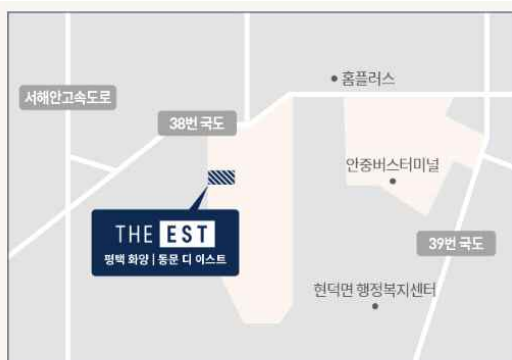 홈플러스
서해안고속도로
38번 국도
안중버스터미널
THE EST
평택 화양 | 동문 디 이스트
39번 국도
현덕면 행정복지센터